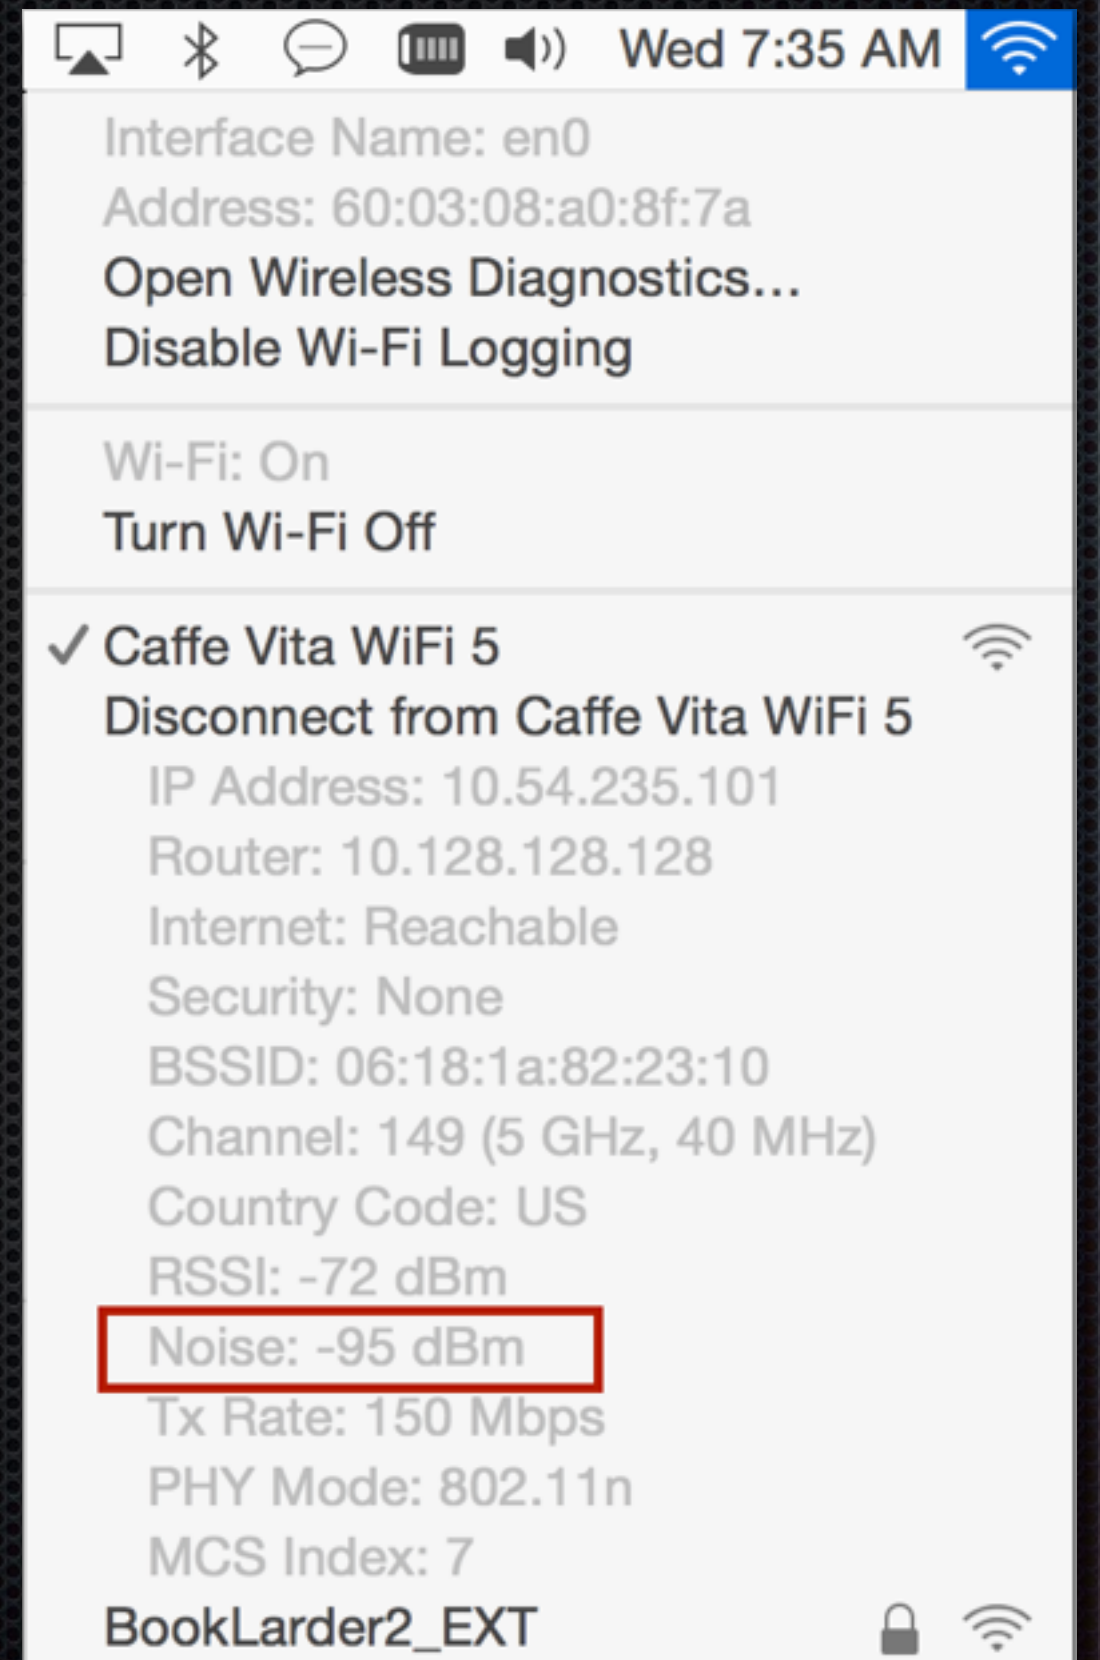 Wed 7:35 AM
Interface Name: en0
Address: 60:03:08:a0:8f:7a
Open Wireless Diagnostics...
Disable Wi-Fi Logging
Wi-Fi: On
Turn Wi-Fi Off
Caffe Vita WiFi 5
Disconnect from Caffe Vita WiFi 5
IP Address: 10.54.235.101
Router: 10.128.128.128
Internet: Reachable
Security: None
BSSID: 06:18:1a:82:23:10
Channel: 149 (5 GHz, 40 MHz)
Country Code: US
RSSI: -72 dBm
Noise: -95 dBm
Tx Rate: 150 Mbps
PHY Mode: 802.11n
MCS Index: 7
BookLarder2_EXT